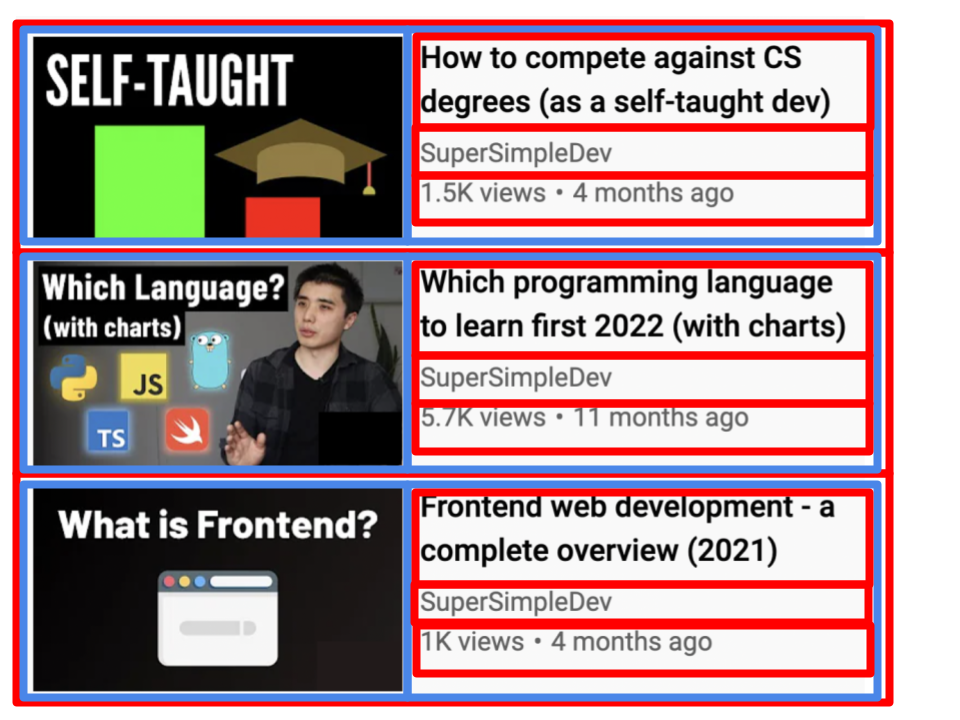 SELF-TAUGHT
How to compete against CS
degrees (as a self-taught dev)
SuperSimpleDev
1.5K views • 4 months ago
Which Language?
(with charts)
JS
TS
Which programming language
to learn first 2022 (with charts)
SuperSimpleDev
5.7K views • 11 months ago
What is Frontend?
Frontend web development - a
complete overview (2021)
SuperSimpleDev
1K views • 4 months ago